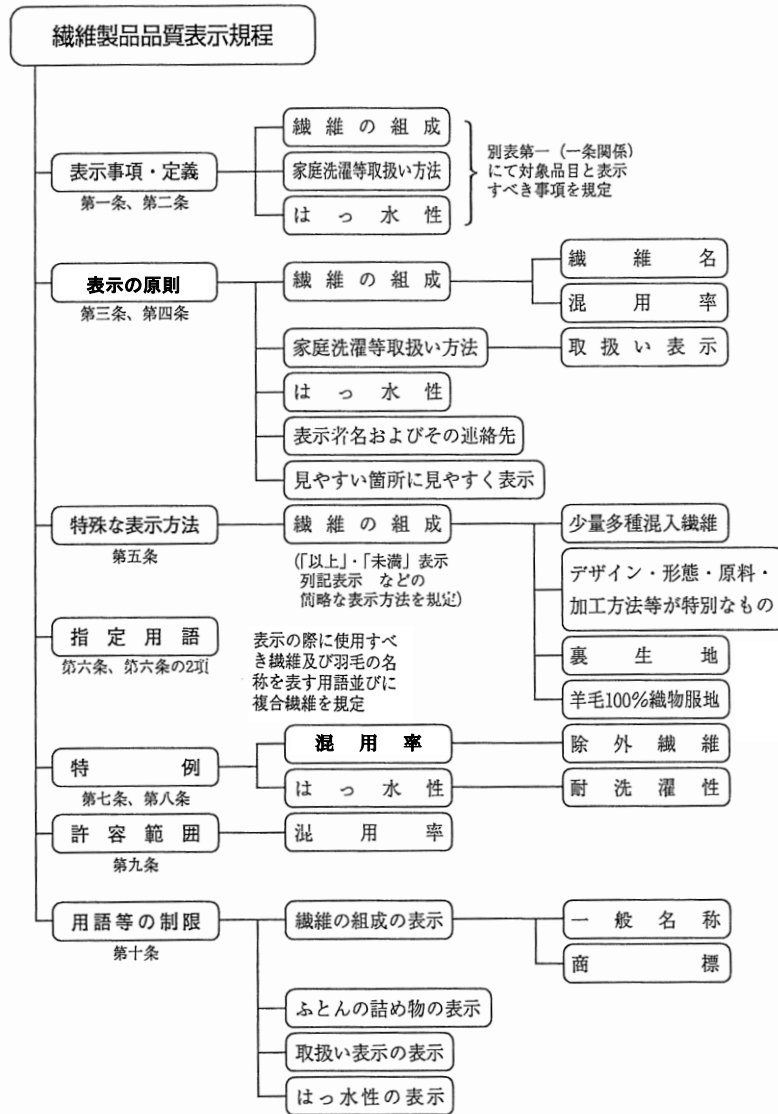 繊維製品品質表示規程
表示事項・定義
第一条、第二条
繊維の組成
家庭洗濯等取扱い方法
はっ水性
別表第一（一条関係）
にて対象品目と表示
すべき事項を規定
表示の原則
第三条、第四条
繊維の組成
繊維名
混用率
家庭洗濯等取扱い方法
取扱い表示
はっ水性
表示者名およびその連絡先
見やすい箇所に見やすく表示
特殊な表示方法
第五条
繊維の組成
(「以上」・「未満」表示
列記表示 などの
簡略な表示方法を規定)
少量多種混入繊維
デザイン・形態・原料・
加工方法等が特別なもの
裏生地
羊毛100%織物服地
指定用語
第六条、第六条の2項
表示の際に使用すべ
き繊維及び羽毛の名
称を表す用語並びに
複合繊維を規定
特例
第七条、第八条
混用率
除外繊維
はっ水性
耐洗濯性
許容範囲
第九条
混用率
用語等の制限
第十条
繊維の組成の表示
一般名称
商標
ふとんの詰め物の表示
取扱い表示の表示
はっ水性の表示